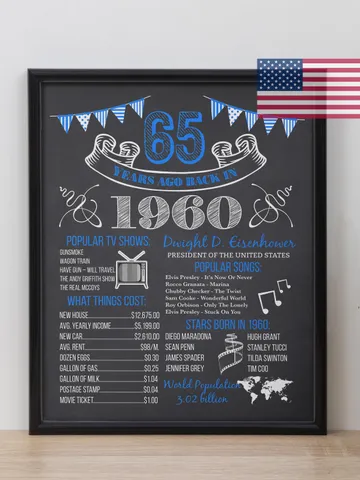 65
YEARS AGO BACK IN
1960
POPULAR TV SHOWS:
GUNSMOKE
WAGON TRAIN
HAVE GUN – WILL TRAVEL
THE ANDY GRIFFITH SHOW
THE REAL MCCOYS
WHAT THINGS COST:
NEW HOUSE $12,675.00
AVG. YEARLY INCOME $5,199.00
NEW CAR $2,610.00
AVG. RENT $98/M.
DOZEN EGGS $0.30
GALLON OF GAS $0.25
GALLON OF MILK $1.04
POSTAGE STAMP $0.04
MOVIE TICKET $1.00
Dwight D. Eisenhower
PRESIDENT OF THE UNITED STATES
POPULAR SONGS:
Elvis Presley - It's Now Or Never
Rocco Granata - Marina
Chubby Checker - The Twist
Sam Cooke - Wonderful World
Roy Orbison - Only The Lonely
Elvis Presley - Stuck On You
STARS BORN IN 1960:
DIEGO MARADONA
SEAN PENN
JAMES SPADER
JENNIFER GREY
HUGH GRANT
STANLEY TUCCI
TILDA SWINTON
TIM COO
World Population
3.02 billion